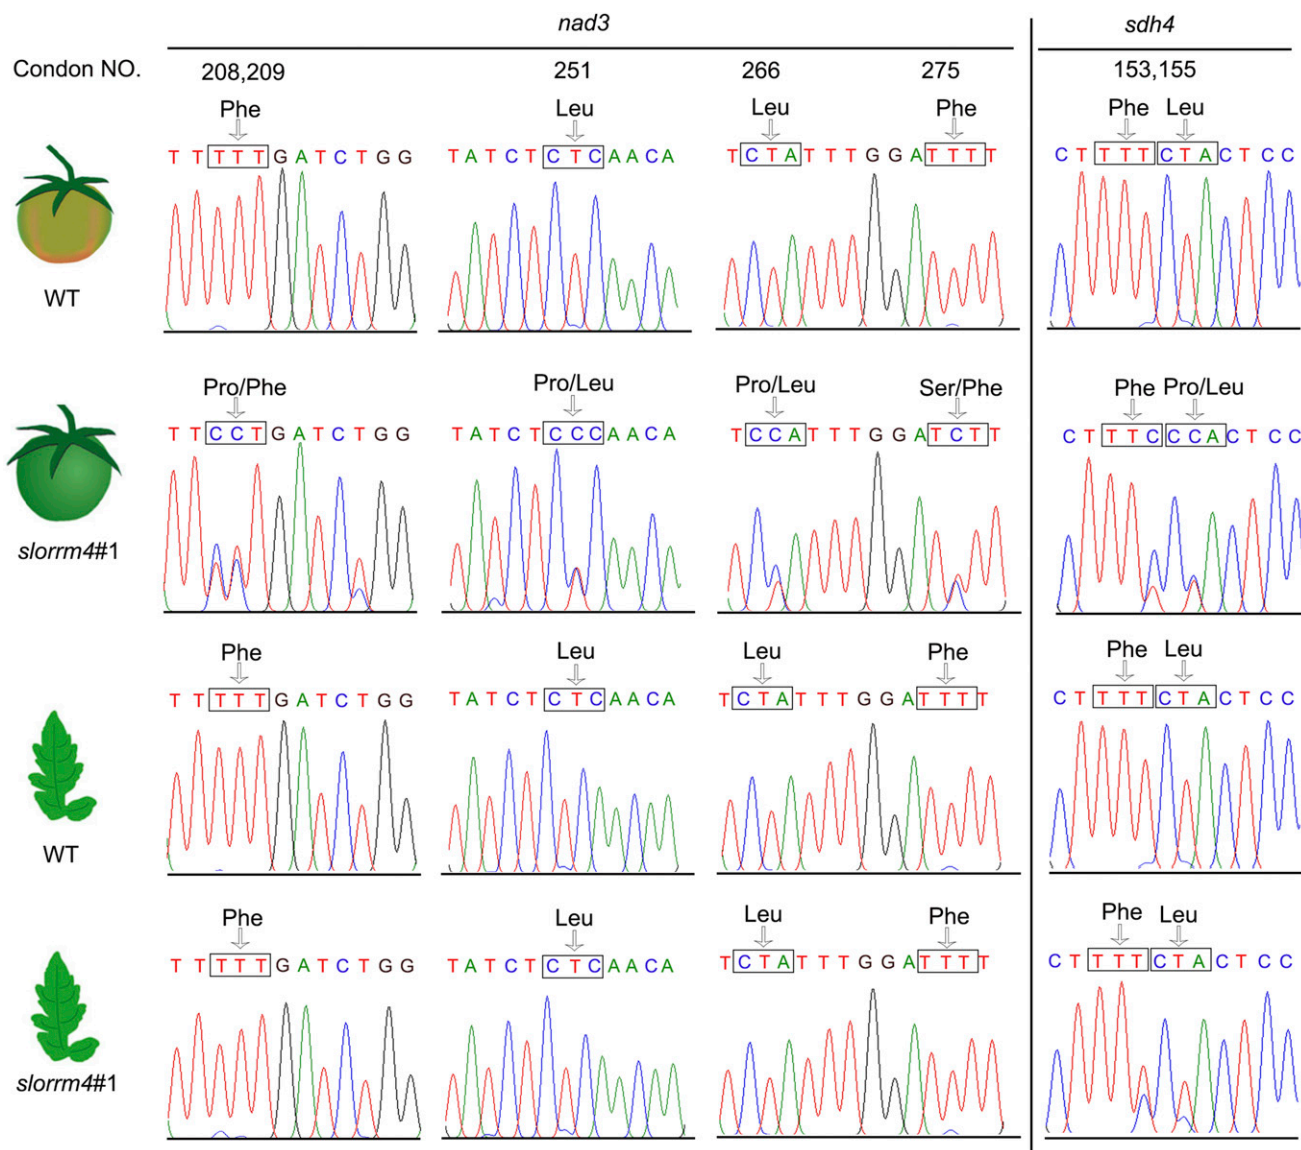 nad3 sdh4
Condon NO. 208,209 251 266 275 153,155
Phe Leu Leu Phe Phe Leu
T T T T T G A T C T G G T A T C T C T C A A C A T C T A T T T G G A T T T T C T T T T C T A C T C C
WT
Pro/Phe Pro/Leu Pro/Leu Ser/Phe Phe Pro/Leu
T T C C T G A T C T G G T A T C T C C C A A C A T C C A T T T G G A T C T T C T T T C C C A C T C C
slorrm4#1
Phe Leu Leu Phe Phe Leu
T T T T T G A T C T G G T A T C T C T C A A C A T C T A T T T G G A T T T T C T T T T C T A C T C C
WT
Phe Leu Leu Phe Phe Leu
T T T T T G A T C T G G T A T C T C T C A A C A T C T A T T T G G A T T T T C T T T T C T A C T C C
slorrm4#1